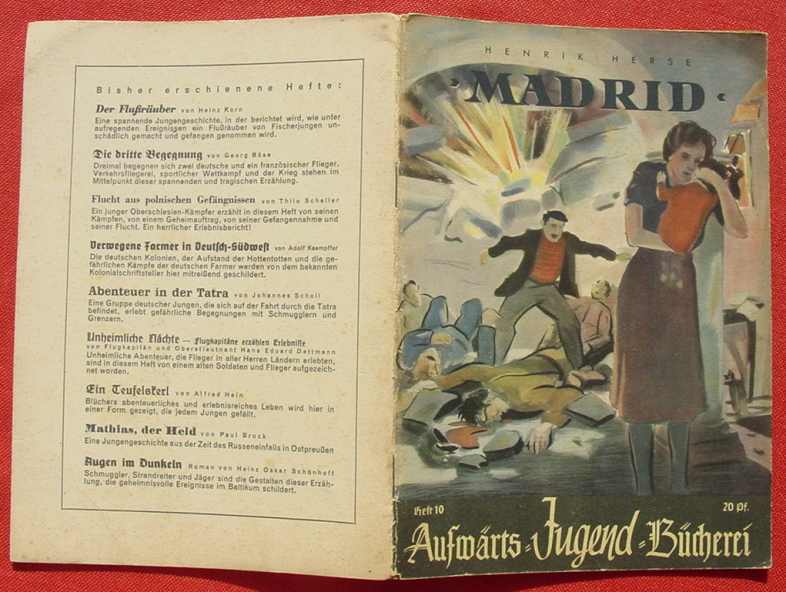 Bisher erschienene Hefte:
Der Flußräuber von Heinz Korn
Eine spannende Jungengeschichte, in der berichtet wird, wie unter
aufregenden Ereignissen ein Flußräuber von Fischerjungen un-
schädlich gemacht und gefangen genommen wird.
Die dritte Begegnung von Georg Böse
Dreimal begegnen sich zwei deutsche und ein französischer Flieger.
Verkehrsfliegerei, sportlicher Wettkampf und der Krieg stehen im
Mittelpunkt dieser spannenden und tragischen Erzählung.
Flucht aus polnischen Gefängnissen von Thilo Scheller
Ein junger Oberschlesien-Kämpfer erzählt in diesem Heft von seinen
Kämpfen, von einem Geheimauftrag, von seiner Gefangennahme und
seiner Flucht. Ein herrlicher Erlebnisbericht!
Verwegene Farmer in Deutsch-Südwest von Adolf Kaempffer
Die deutschen Kolonien, der Aufstand der Hottentotten und die ge-
fährlichen Kämpfe der deutschen Farmer werden von dem bekannten
Kolonialschriftsteller hier mitreißend geschildert.
Abenteuer in der Tatra von Johannes Scholl
Eine Gruppe deutscher Jungen, die sich auf der Fahrt durch die Tatra
befindet, erlebt gefährliche Begegnungen mit Schmugglern und
Grenzern.
Unheimliche Nächte — Flugkapitäne erzählen Erlebnisse
von Flugkapitän und Oberstleutnant Hans Eduard Dettmann
Unheimliche Abenteuer, die Flieger in aller Herren Ländern erlebten,
sind in diesem Heft von einem alten Soldaten und Flieger aufgezeich-
net worden.
Ein Teufelskerl von Alfred Hein
Blüchers abenteuerliches und erlebnisreiches Leben wird hier in
einer Form gezeigt, die jedem Jungen gefällt.
Mathias, der Held von Paul Brock
Eine Jungengeschichte aus der Zeit des Russeneinfalls in Ostpreußen
Augen im Dunkeln Roman von Heinz Oskar Schönhoff
Schmuggler, Strandreiter und Jäger sind die Gestalten dieser Erzäh-
lung, die geheimnisvolle Ereignisse im Baltikum schildert.
HENRIK HERSE
›MADRID‹
Heft 10
20 Pf.
Aufwärts-Jugend-Bücherei